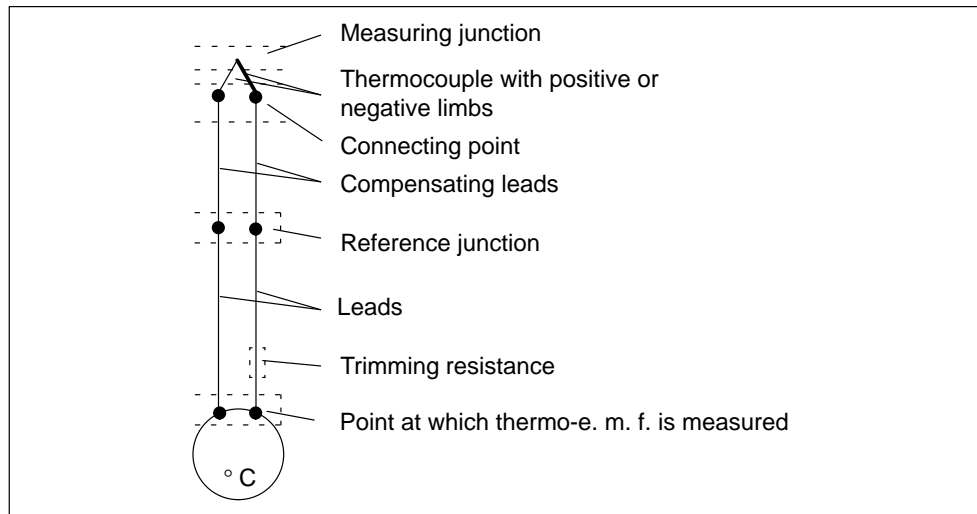 Measuring junction
Thermocouple with positive or
negative limbs
Connecting point
Compensating leads
Reference junction
Leads
Trimming resistance
Point at which thermo-e. m. f. is measured
° C